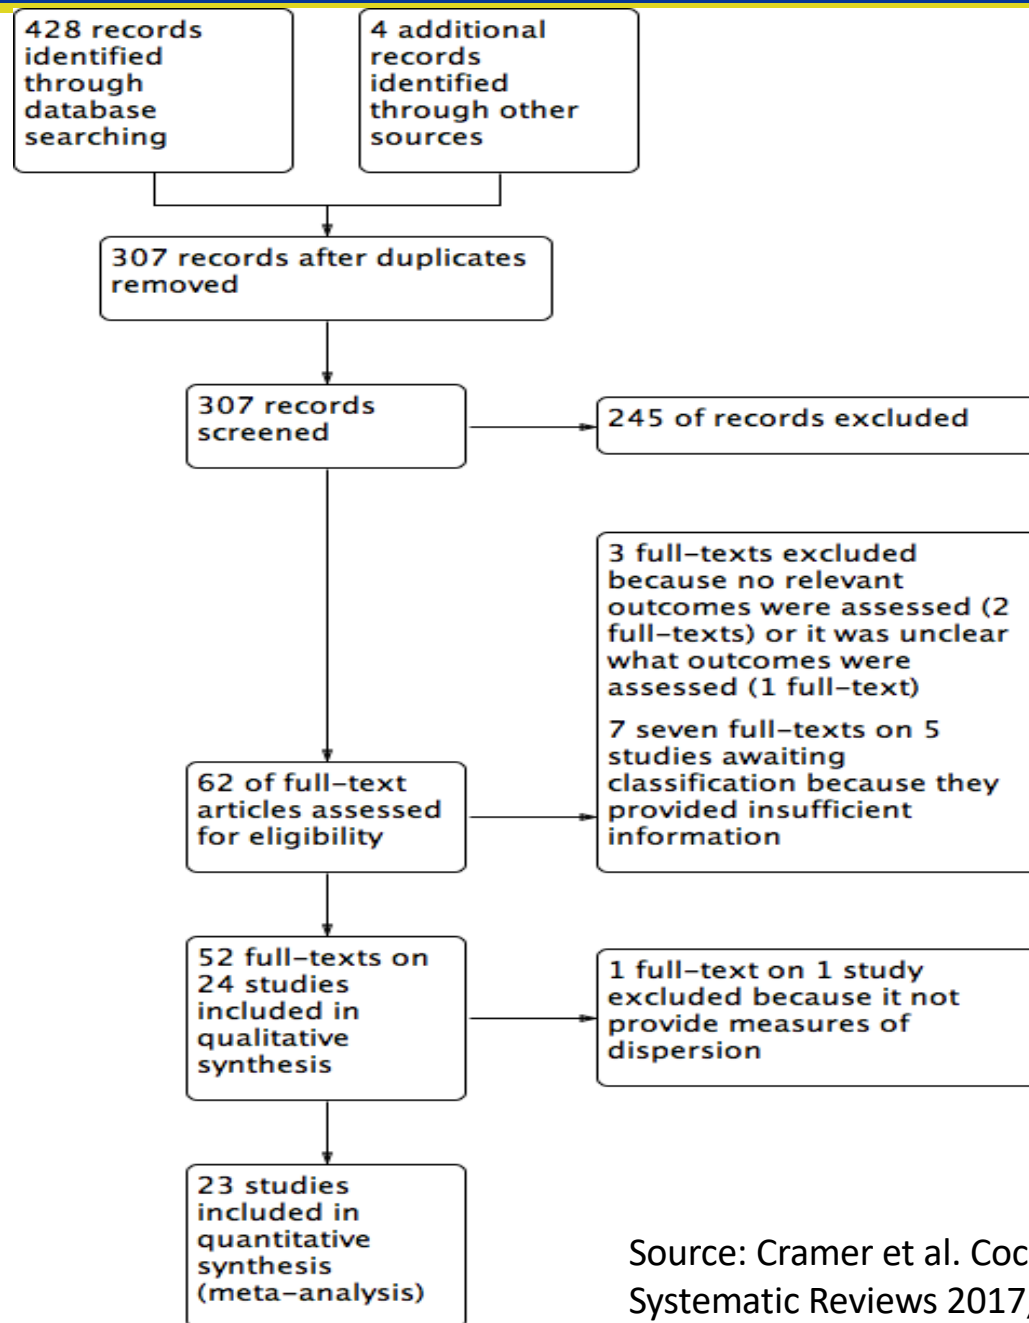 428 records
identified
through
database
searching
4 additional
records
identified
through other
sources
307 records after duplicates
removed
307 records
screened
245 of records excluded
3 full-texts excluded
because no relevant
outcomes were assessed (2
full-texts) or it was unclear
what outcomes were
assessed (1 full-text)
7 seven full-texts on 5
studies awaiting
classification because they
provided insufficient
information
62 of full-text
articles assessed
for eligibility
52 full-texts on
24 studies
included in
qualitative
synthesis
1 full-text on 1 study
excluded because it not
provide measures of
dispersion
23 studies
included in
quantitative
synthesis
(meta-analysis)
Source: Cramer et al. Coc
Systematic Reviews 2017,